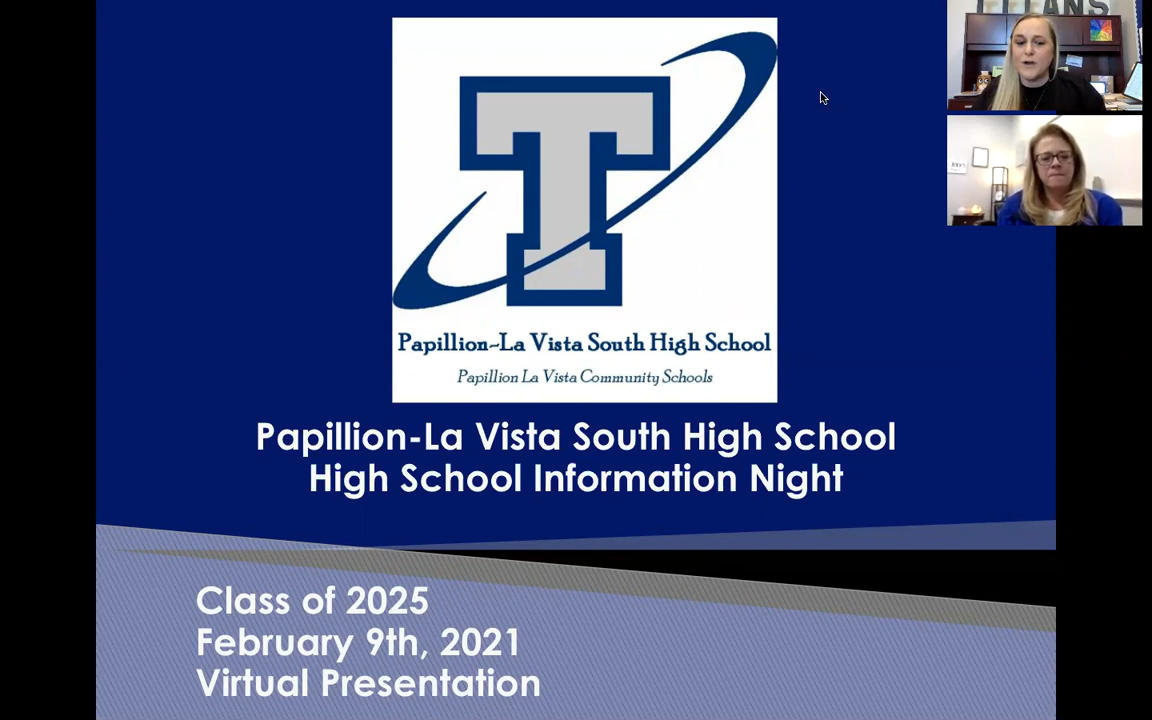 TITANS
T
Papillion~La Vista South High School
Papillion La Vista Community Schools
Papillion-La Vista South High School
High School Information Night
Class of 2025
February 9th, 2021
Virtual Presentation